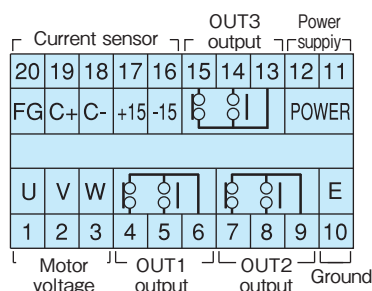 OUT3 Power
Current sensor output suppiy
20 19 18 17 16 15 14 13 12 11
FG C+ C- +15 -15 POWER
U V W E
1 2 3 4 5 6 7 8 9 10
Motor OUT1 OUT2 Ground
voltage output output